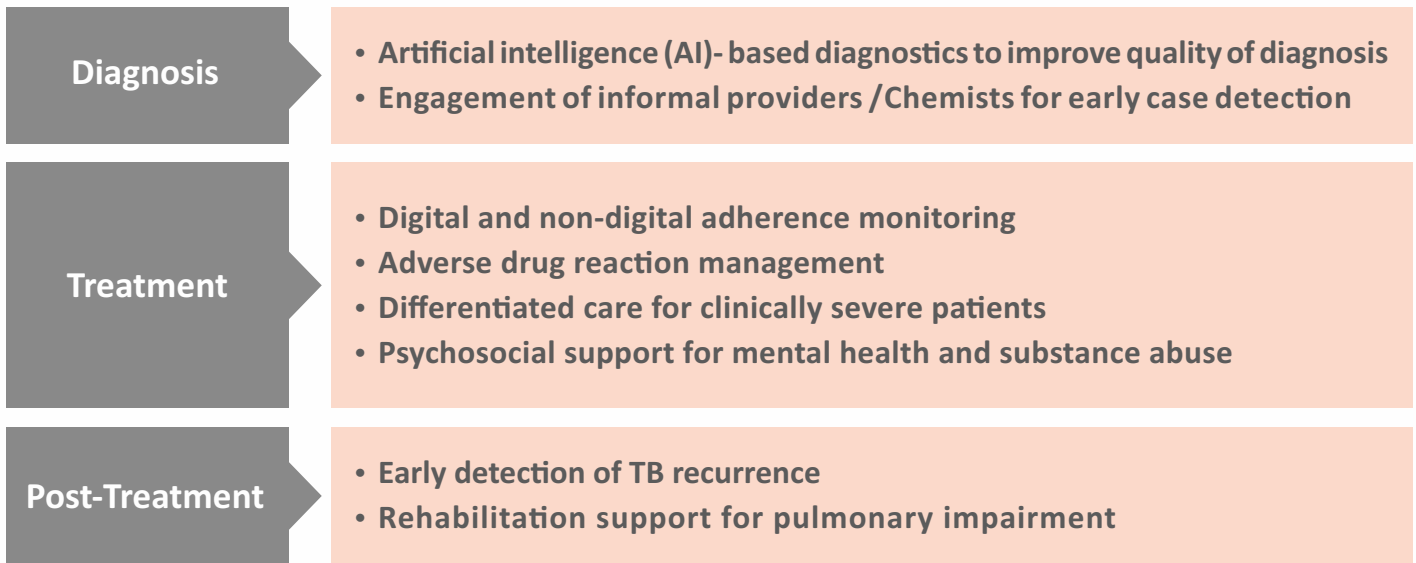 Diagnosis
• Artificial intelligence (AI)- based diagnostics to improve quality of diagnosis
• Engagement of informal providers /Chemists for early case detection
Treatment
• Digital and non-digital adherence monitoring
• Adverse drug reaction management
• Differentiated care for clinically severe patients
• Psychosocial support for mental health and substance abuse
Post-Treatment
• Early detection of TB recurrence
• Rehabilitation support for pulmonary impairment